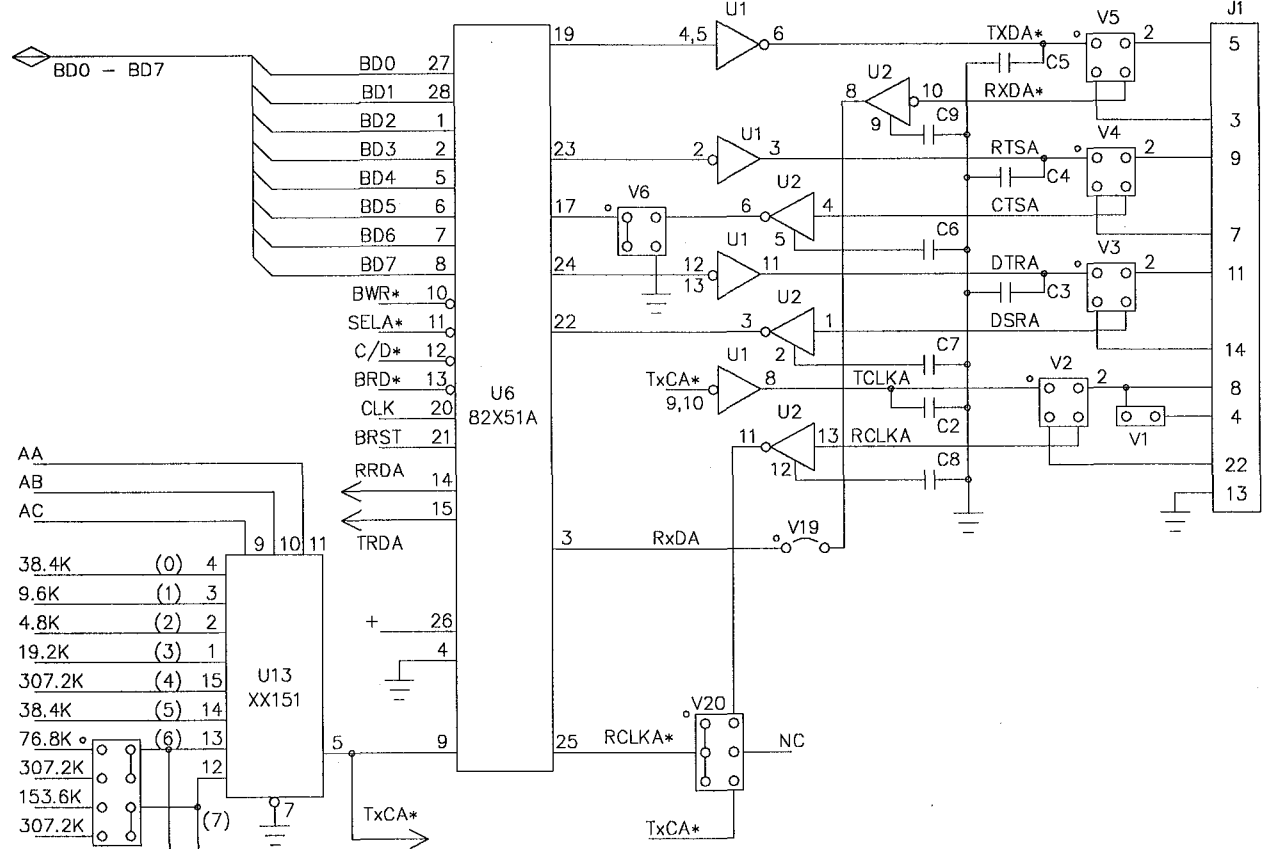 U1 J1
V5
19 4,5 6 TXDA* 2 5
BD0 - BD7
BD0 27 C5
U2
8 10 RXDA*
BD1 28
9 C9
BD2 1 3
V4
U1
BD3 2 23 2 3 RTSA 2 9
C4
BD4 5
V6 U2
BD5 6 17 6 4 CTSA
5 C6 7
BD6 7 U1 V3
BD7 8 24 12 11 DTRA 2 11
13
BWR* 10 C3
U2
SELA* 11 22 3 1 DSRA
2 C7 14
C/D* 12 U1 V2
BRD* 13 TxCA* 8 TCLKA 2 8
9,10
U6
82X51A
CLK 20 C2 V1 4
U2
BRST 21 11 13 RCLKA
AA 12 C8 22
RRDA 14 13
AB
AC 15
TRDA
9 10 11 3 RxDA V19
38.4K (0) 4
9.6K (1) 3
4.8K (2) 2 + 26
19.2K (3) 1 4
U13
XX151
307.2K (4) 15
38.4K (5) 14 V20
76.8K (6) 13 5 9 25 RCLKA* NC
307.2K 12
153.6K (7) 7 TxCA*
307.2K TxCA*